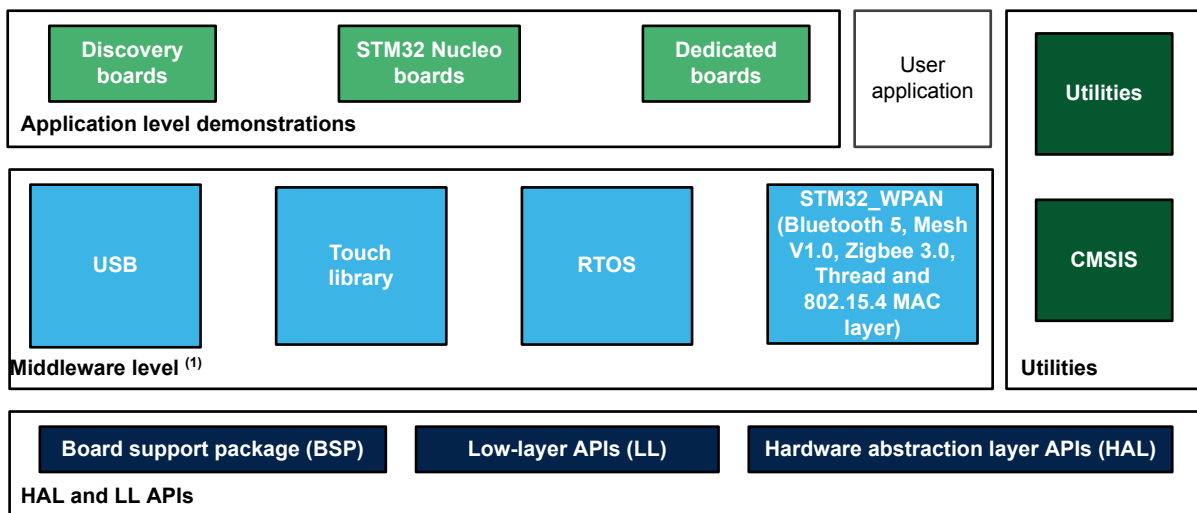 Discovery
boards
STM32 Nucleo
boards
Dedicated
boards
Application level demonstrations
User
application
Utilities
CMSIS
Utilities
USB
Touch
library
RTOS
STM32_WPAN
(Bluetooth 5, Mesh
V1.0, Zigbee 3.0,
Thread and
802.15.4 MAC
layer)
Middleware level (1)
Board support package (BSP)
Low-layer APIs (LL)
Hardware abstraction layer APIs (HAL)
HAL and LL APIs